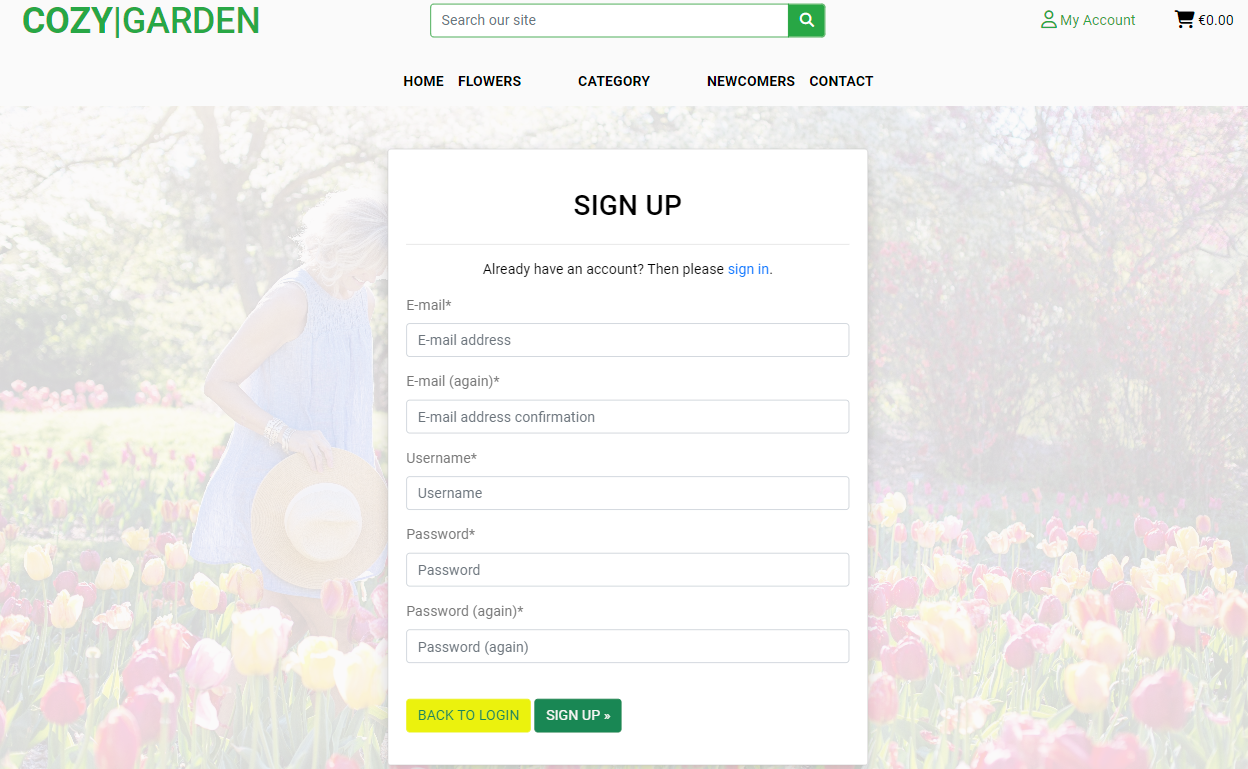 COZY|GARDEN
Search our site
My Account
€0.00
HOME FLOWERS CATEGORY NEWCOMERS CONTACT
SIGN UP
Already have an account? Then please sign in.
E-mail*
E-mail address
E-mail (again)*
E-mail address confirmation
Username*
Username
Password*
Password
Password (again)*
Password (again)
BACK TO LOGIN SIGN UP »